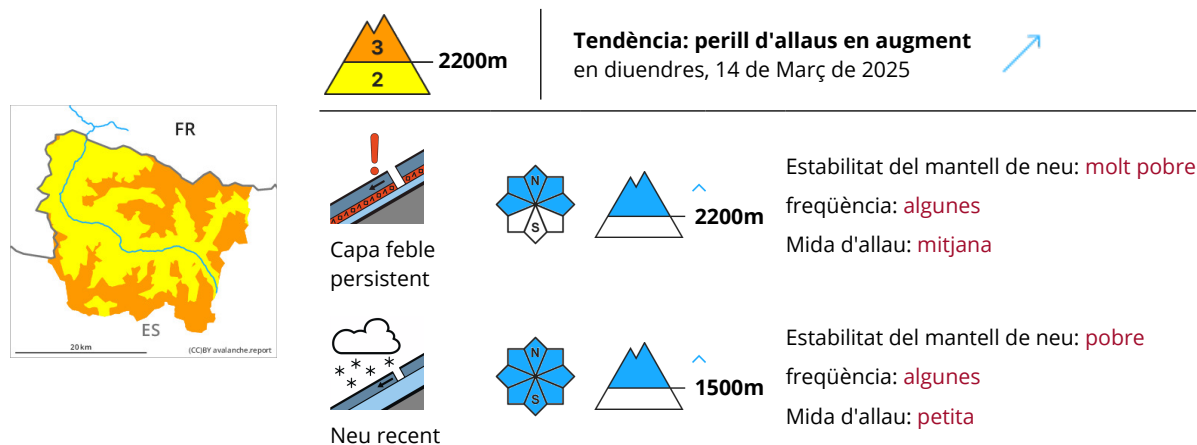 3
2
2200m
Tendència: perill d'allaus en augment
en diuendres, 14 de Març de 2025
FR
ES
20 km
(CC)BY avalanche.report
Capa feble
persistent
N
S
2200m
Estabilitat del mantell de neu: molt pobre
freqüència: algunes
Mida d'allau: mitjana
Neu recent
N
S
1500m
Estabilitat del mantell de neu: pobre
freqüència: algunes
Mida d'allau: petita